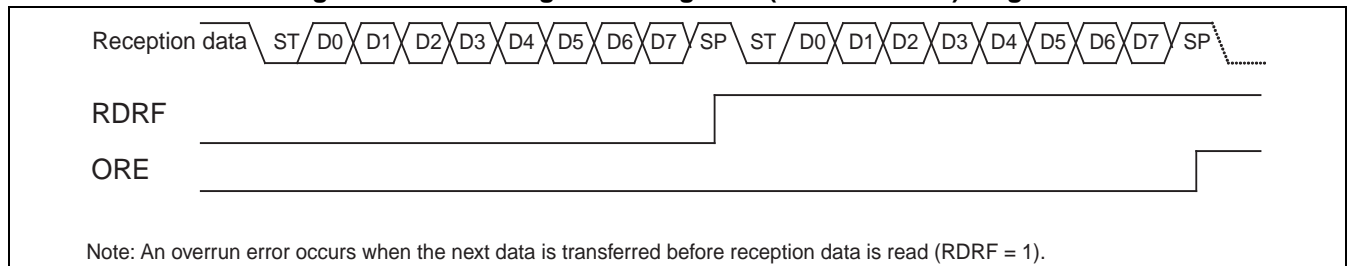 Reception data ST D0 D1 D2 D3 D4 D5 D6 D7 SP ST D0 D1 D2 D3 D4 D5 D6 D7 SP
RDRF
ORE
Note: An overrun error occurs when the next data is transferred before reception data is read (RDRF = 1).